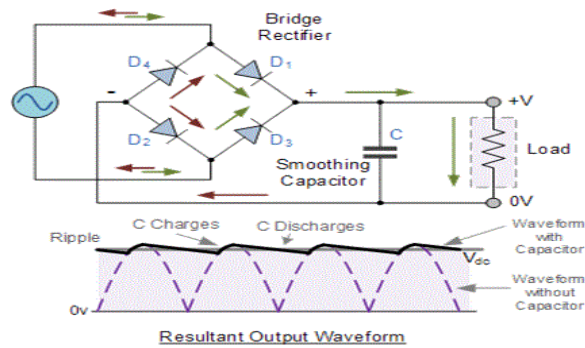 Bridge
Rectifier
D4
D1
-
+
D2
D3
C
Smoothing
Capacitor
+V
Load
0V
Ripple
C Charges
C Discharges
Waveform
with
Capacitor
Vdc
Waveform
without
Capacitor
0v
Resultant Output Waveform